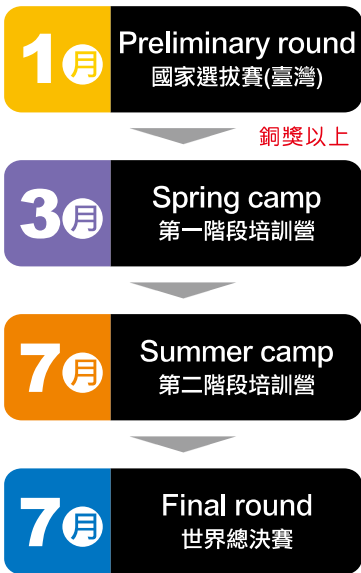 1月
Preliminary round
國家選拔賽(臺灣)
銅獎以上
3月
Spring camp
第一階段培訓營
7月
Summer camp
第二階段培訓營
7月
Final round
世界總決賽